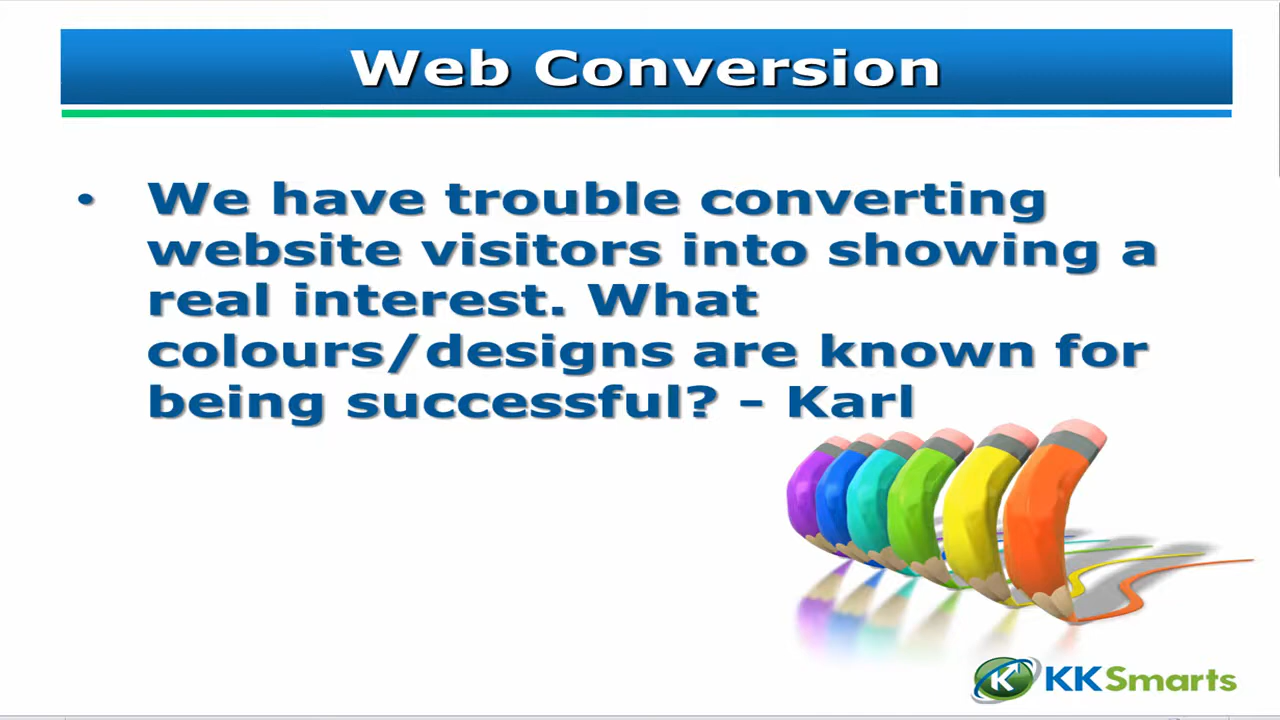 Web Conversion
• We have trouble converting
website visitors into showing a
real interest. What
colours/designs are known for
being successful? - Karl
K KKSmarts